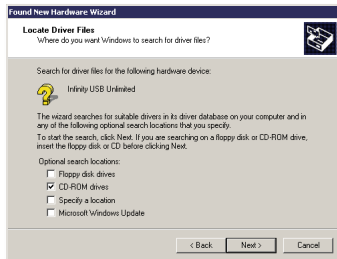 Found New Hardware Wizard
Locate Driver Files
Where do you want Windows to search for driver files?
Search for driver files for the following hardware device:
Infinity USB Unlimited
The wizard searches for suitable drivers in its driver database on your computer and in
any of the following optional search locations that you specify.
To start the search, click Next. If you are searching on a floppy disk or CD-ROM drive,
insert the floppy disk or CD before clicking Next.
Optional search locations:
Floppy disk drives
CD-ROM drives
Specify a location
Microsoft Windows Update
< Back Next > Cancel